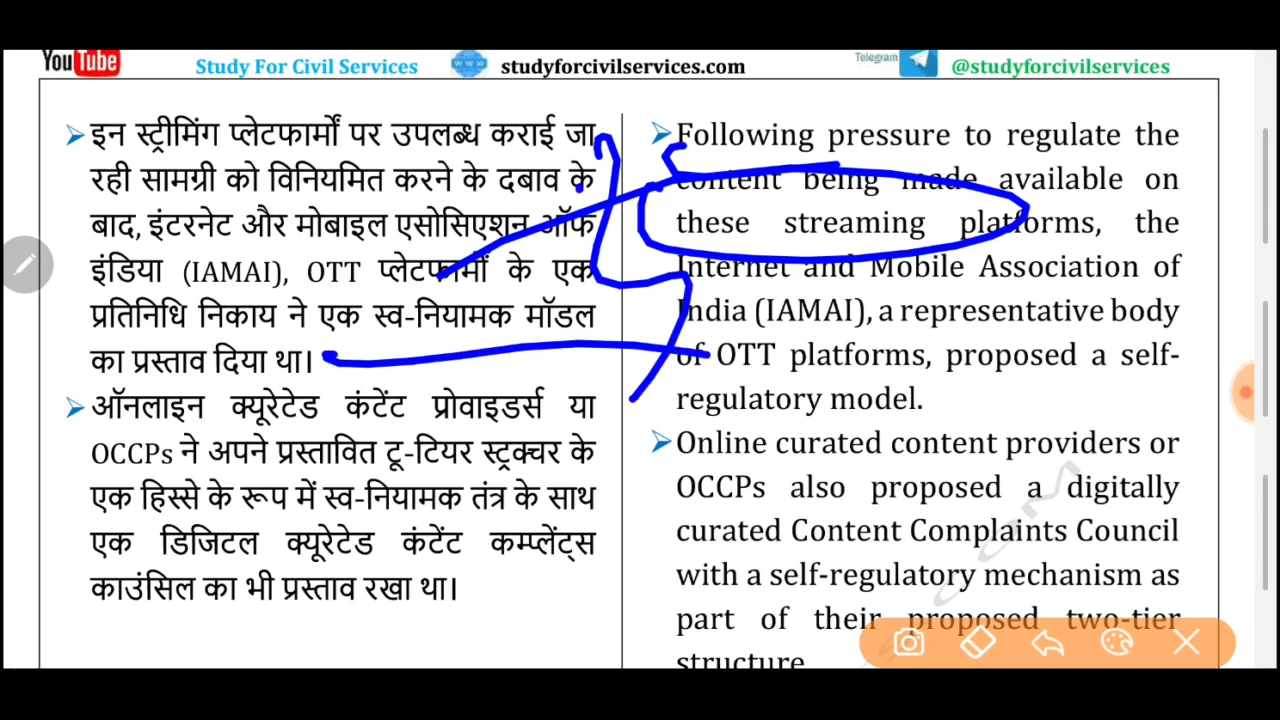 YouTube Study For Civil Services www studyforcivilservices.com Telegram @studyforcivilservices
इन स्ट्रीमिंग प्लेटफार्मों पर उपलब्ध कराई जा
रही सामग्री को विनियमित करने के दबाव के
बाद, इंटरनेट और मोबाइल एसोसिएशन ऑफ
इंडिया (IAMAI), OTT प्लेटफार्मों के एक
प्रतिनिधि निकाय ने एक स्व-नियामक मॉडल
का प्रस्ताव दिया था।
ऑनलाइन क्यूरेटेड कंटेंट प्रोवाइडर्स या
OCCPs ने अपने प्रस्तावित टू-टियर स्ट्रक्चर के
एक हिस्से के रूप में स्व-नियामक तंत्र के साथ
एक डिजिटल क्यूरेटेड कंटेंट कम्प्लेंट्स
काउंसिल का भी प्रस्ताव रखा था।
Following pressure to regulate the
content being made available on
these streaming platforms, the
Internet and Mobile Association of
India (IAMAI), a representative body
of OTT platforms, proposed a self-
regulatory model.
Online curated content providers or
OCCPs also proposed a digitally
curated Content Complaints Council
with a self-regulatory mechanism as
part of their proposed two-tier
structure